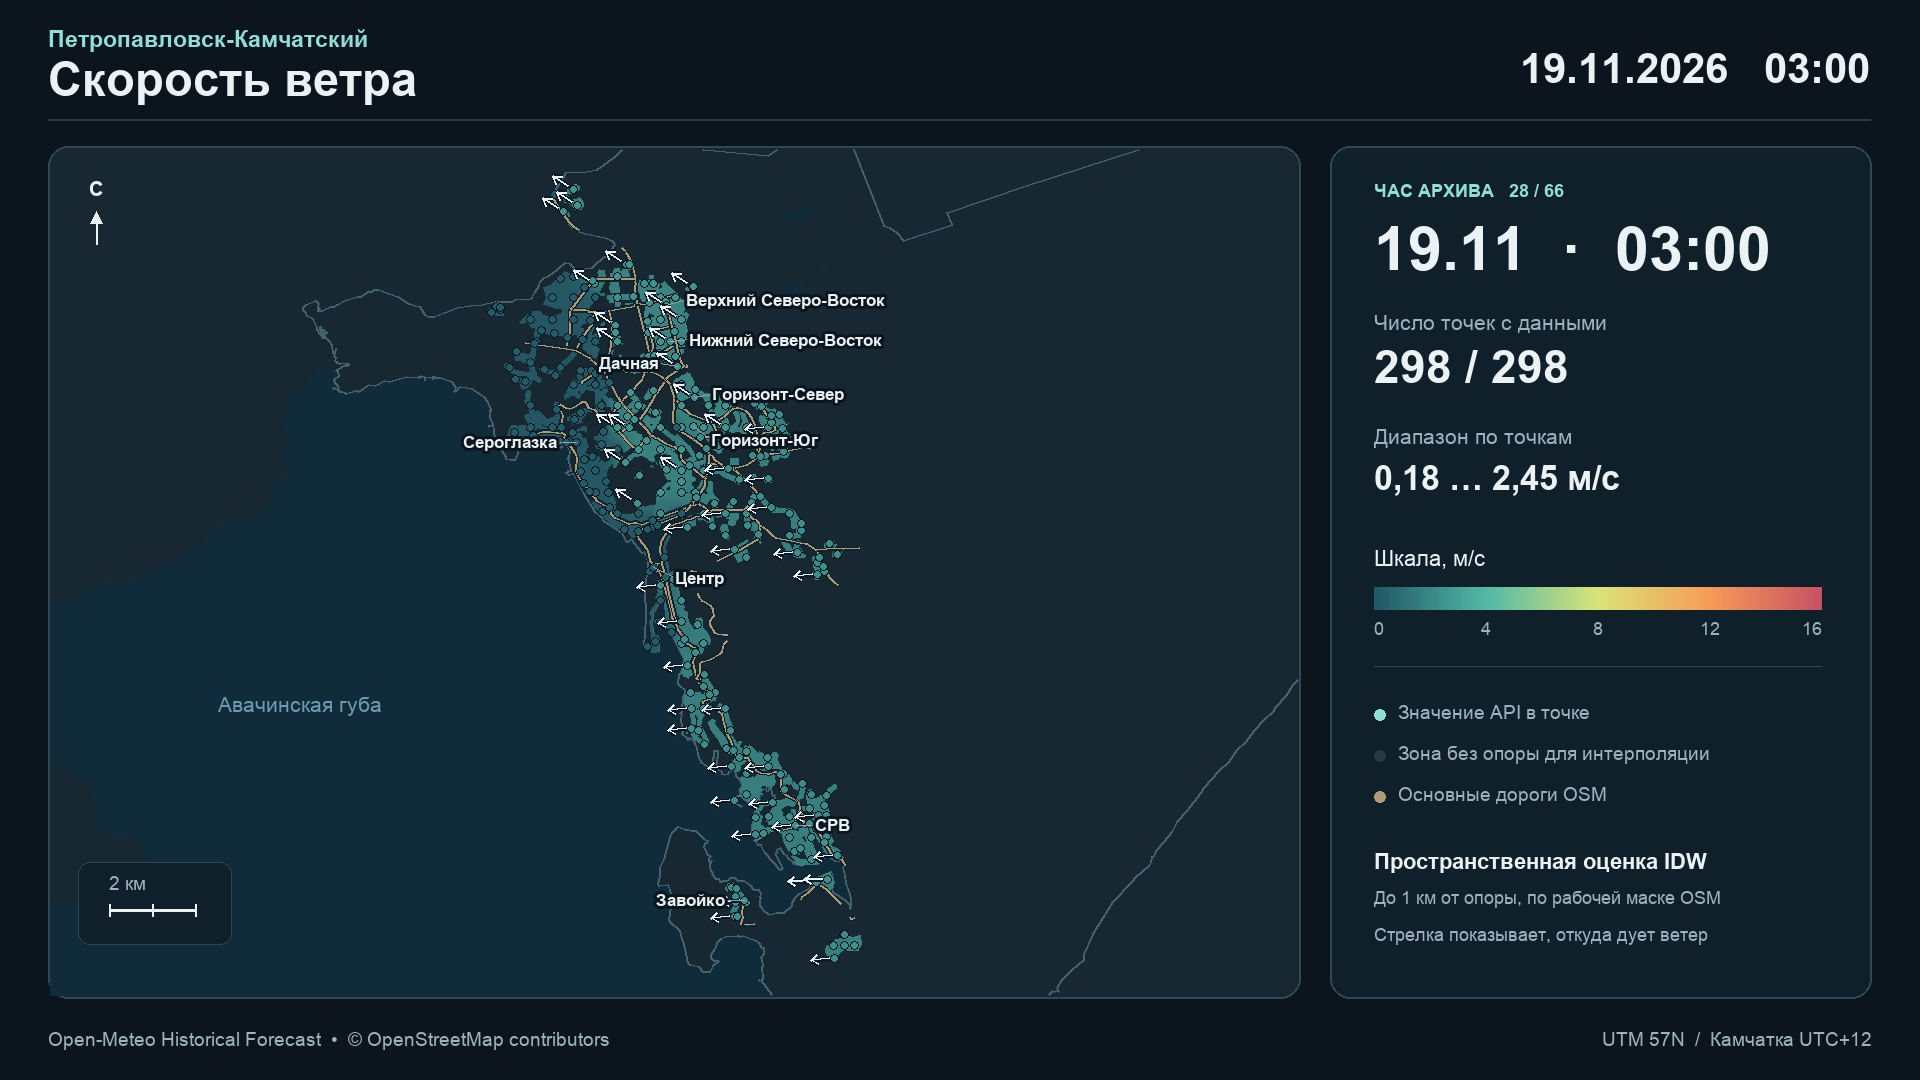 Петропавловск-Камчатский
Скорость ветра
19.11.2026 03:00
С
Верхний Северо-Восток
Нижний Северо-Восток
Дачная
Горизонт-Север
Сероглазка
Горизонт-Юг
Центр
Авачинская губа
СРВ
Завойко
2 км
ЧАС АРХИВА 28 / 66
19.11 · 03:00
Число точек с данными
298 / 298
Диапазон по точкам
0,18 … 2,45 м/с
Шкала, м/с
0 4 8 12 16
Значение API в точке
Зона без опоры для интерполяции
Основные дороги OSM
Пространственная оценка IDW
До 1 км от опоры, по рабочей маске OSM
Стрелка показывает, откуда дует ветер
Open-Meteo Historical Forecast • © OpenStreetMap contributors
UTM 57N / Камчатка UTC+12